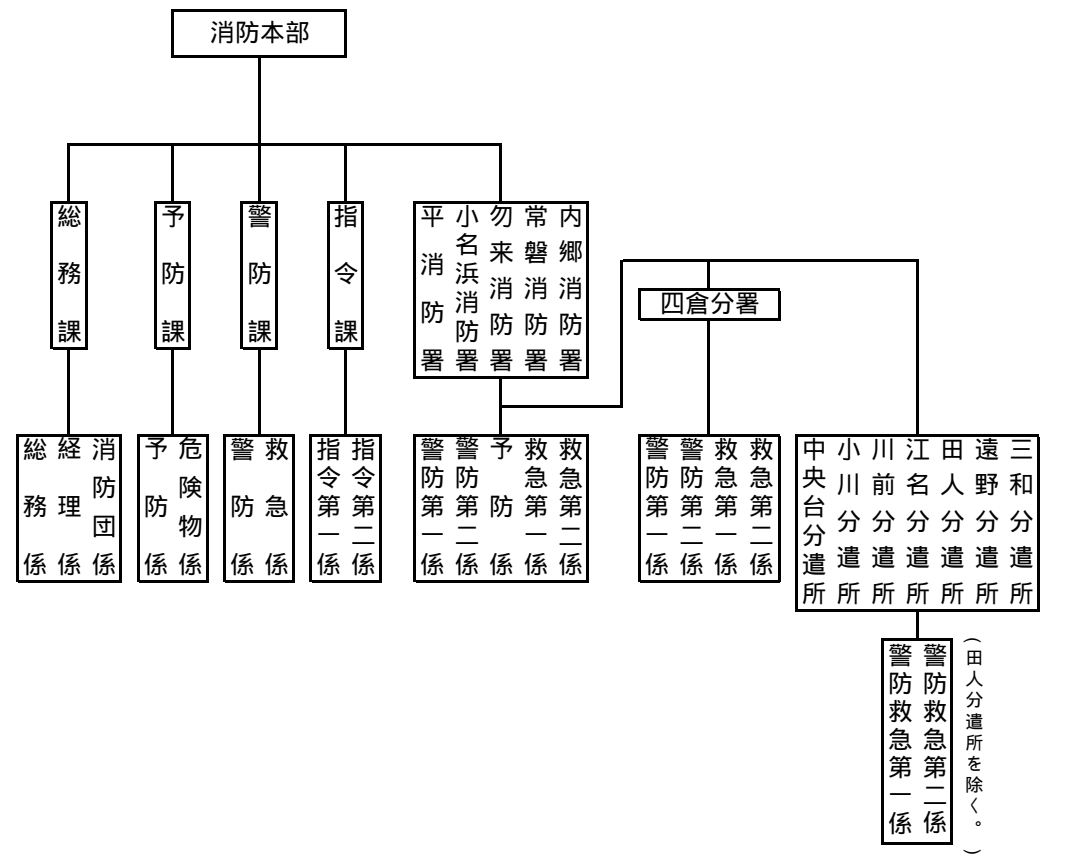 消防本部
総務課
予防課
警防課
指令課
平消防署
小名浜消防署
勿来消防署
常磐消防署
内郷消防署
四倉分署
総務係
経理係
消防団係
予防係
危険物係
警防係
救急係
指令第一係
指令第二係
警防第一係
警防第二係
予防係
救急第一係
救急第二係
警防第一係
警防第二係
救急第一係
救急第二係
中央台分遣所
小川分遣所
川前分遣所
江名分遣所
田人分遣所
遠野分遣所
三和分遣所
警防救急第一係
警防救急第二係
(田人分遣所を除く。)